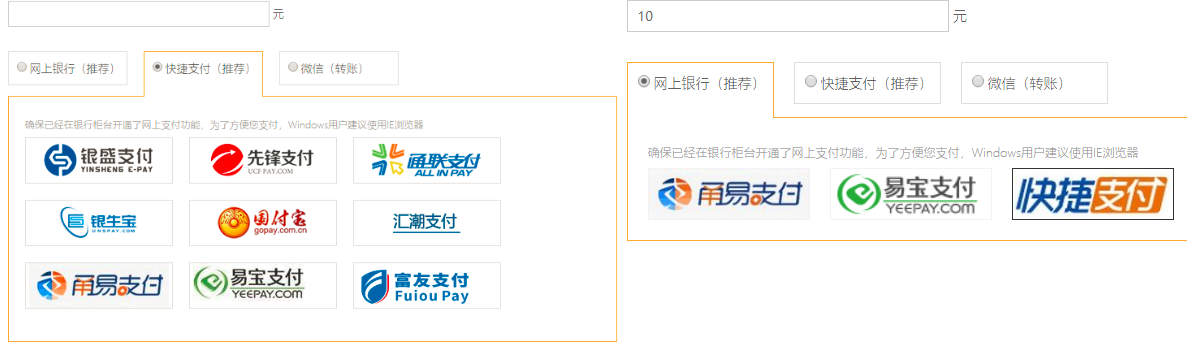 元
网上银行（推荐）
快捷支付（推荐）
微信（转账）
确保已经在银行柜台开通了网上支付功能，为了方便您支付，Windows用户建议使用IE浏览器
银盛支付
YINSHENG E-PAY
先锋支付
UCF PAY.COM
通联支付
ALL IN PAY
银生宝
UNSPAY.COM
国付宝
gopay.com.cn
汇潮支付
甬易支付
易宝支付
YEEPAY.COM
富友支付
Fuiou Pay
10
元
网上银行（推荐）
快捷支付（推荐）
微信（转账）
确保已经在银行柜台开通了网上支付功能，为了方便您支付，Windows用户建议使用IE浏览器
甬易支付
易宝支付
YEEPAY.COM
快捷支付